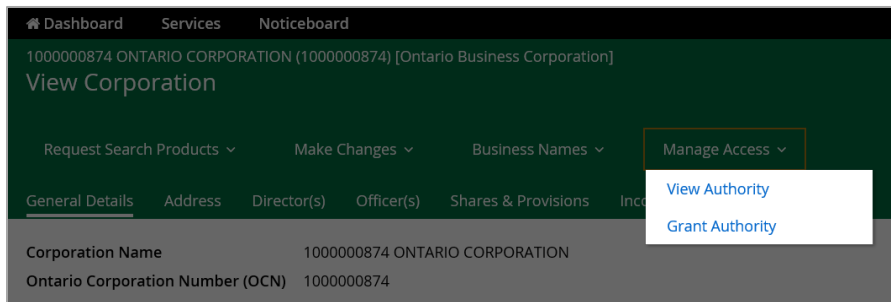 Dashboard Services Noticeboard
1000000874 ONTARIO CORPORATION (1000000874) [Ontario Business Corporation]
View Corporation
Request Search Products Make Changes Business Names Manage Access
View Authority
Grant Authority
General Details Address Director(s) Officer(s) Shares & Provisions
Corporation Name 1000000874 ONTARIO CORPORATION
Ontario Corporation Number (OCN) 1000000874